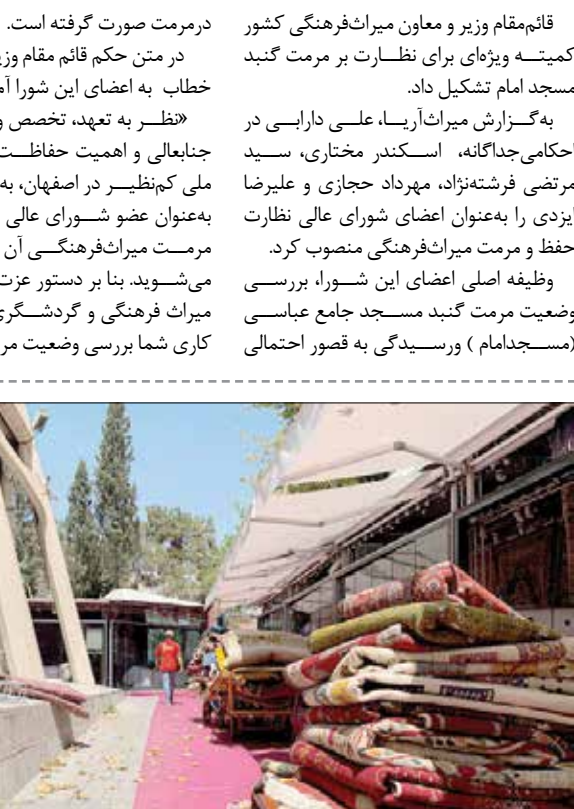 قائم‌مقام وزیر و معاون میراث‌فرهنگی کشور
کمیته ویژه‌ای برای نظارت بر مرمت گنبد
مسجد امام تشکیل داد.
به‌گزارش میراث‌آریا، علی دارابی در
احکامی‌جداگانه، اسکندر مختاری، سید
مرتضی فرشته‌نژاد، مهرداد حجازی و علیرضا
ایزدی را به‌عنوان اعضای شورای عالی نظارت
حفظ و مرمت میراث‌فرهنگی منصوب کرد.
وظیفه اصلی اعضای این شورا، بررسی
وضعیت مرمت گنبد مسجد جامع عباسی
(مسجدامام ) ورسیدگی به قصور احتمالی
درمرمت صورت گرفته است.
در متن حکم قائم مقام
خطاب به اعضای این شورا
«نظر به تعهد، تخصص و
جنابعالی و اهمیت حفاظت
ملی کم‌نظیر در اصفهان، به
به‌عنوان عضو شورای عالی
مرمت میراث‌فرهنگی آن
می‌شوید. بنا بر دستور عزت
میراث فرهنگی و گردشگری
کاری شما بررسی وضعیت